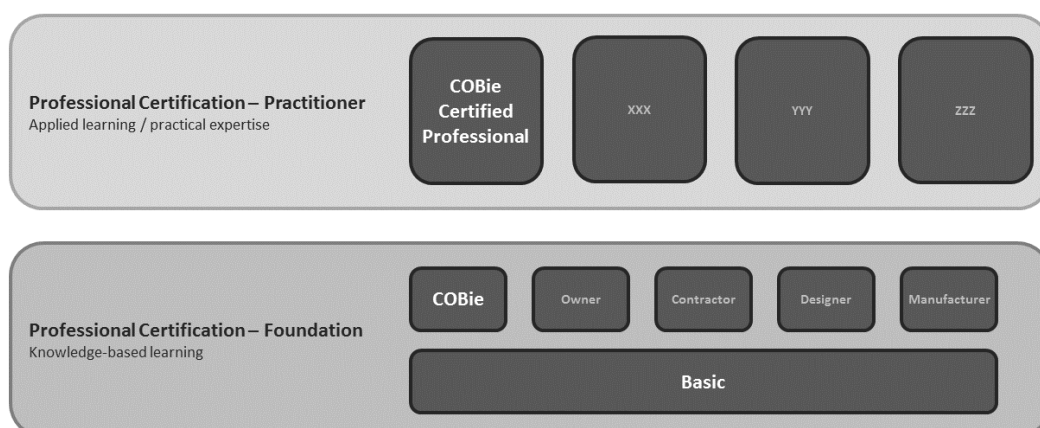 Professional Certification – Practitioner
Applied learning / practical expertise
COBie
Certified
Professional
XXX
YYY
ZZZ
Professional Certification – Foundation
Knowledge-based learning
COBie
Owner
Contractor
Designer
Manufacturer
Basic